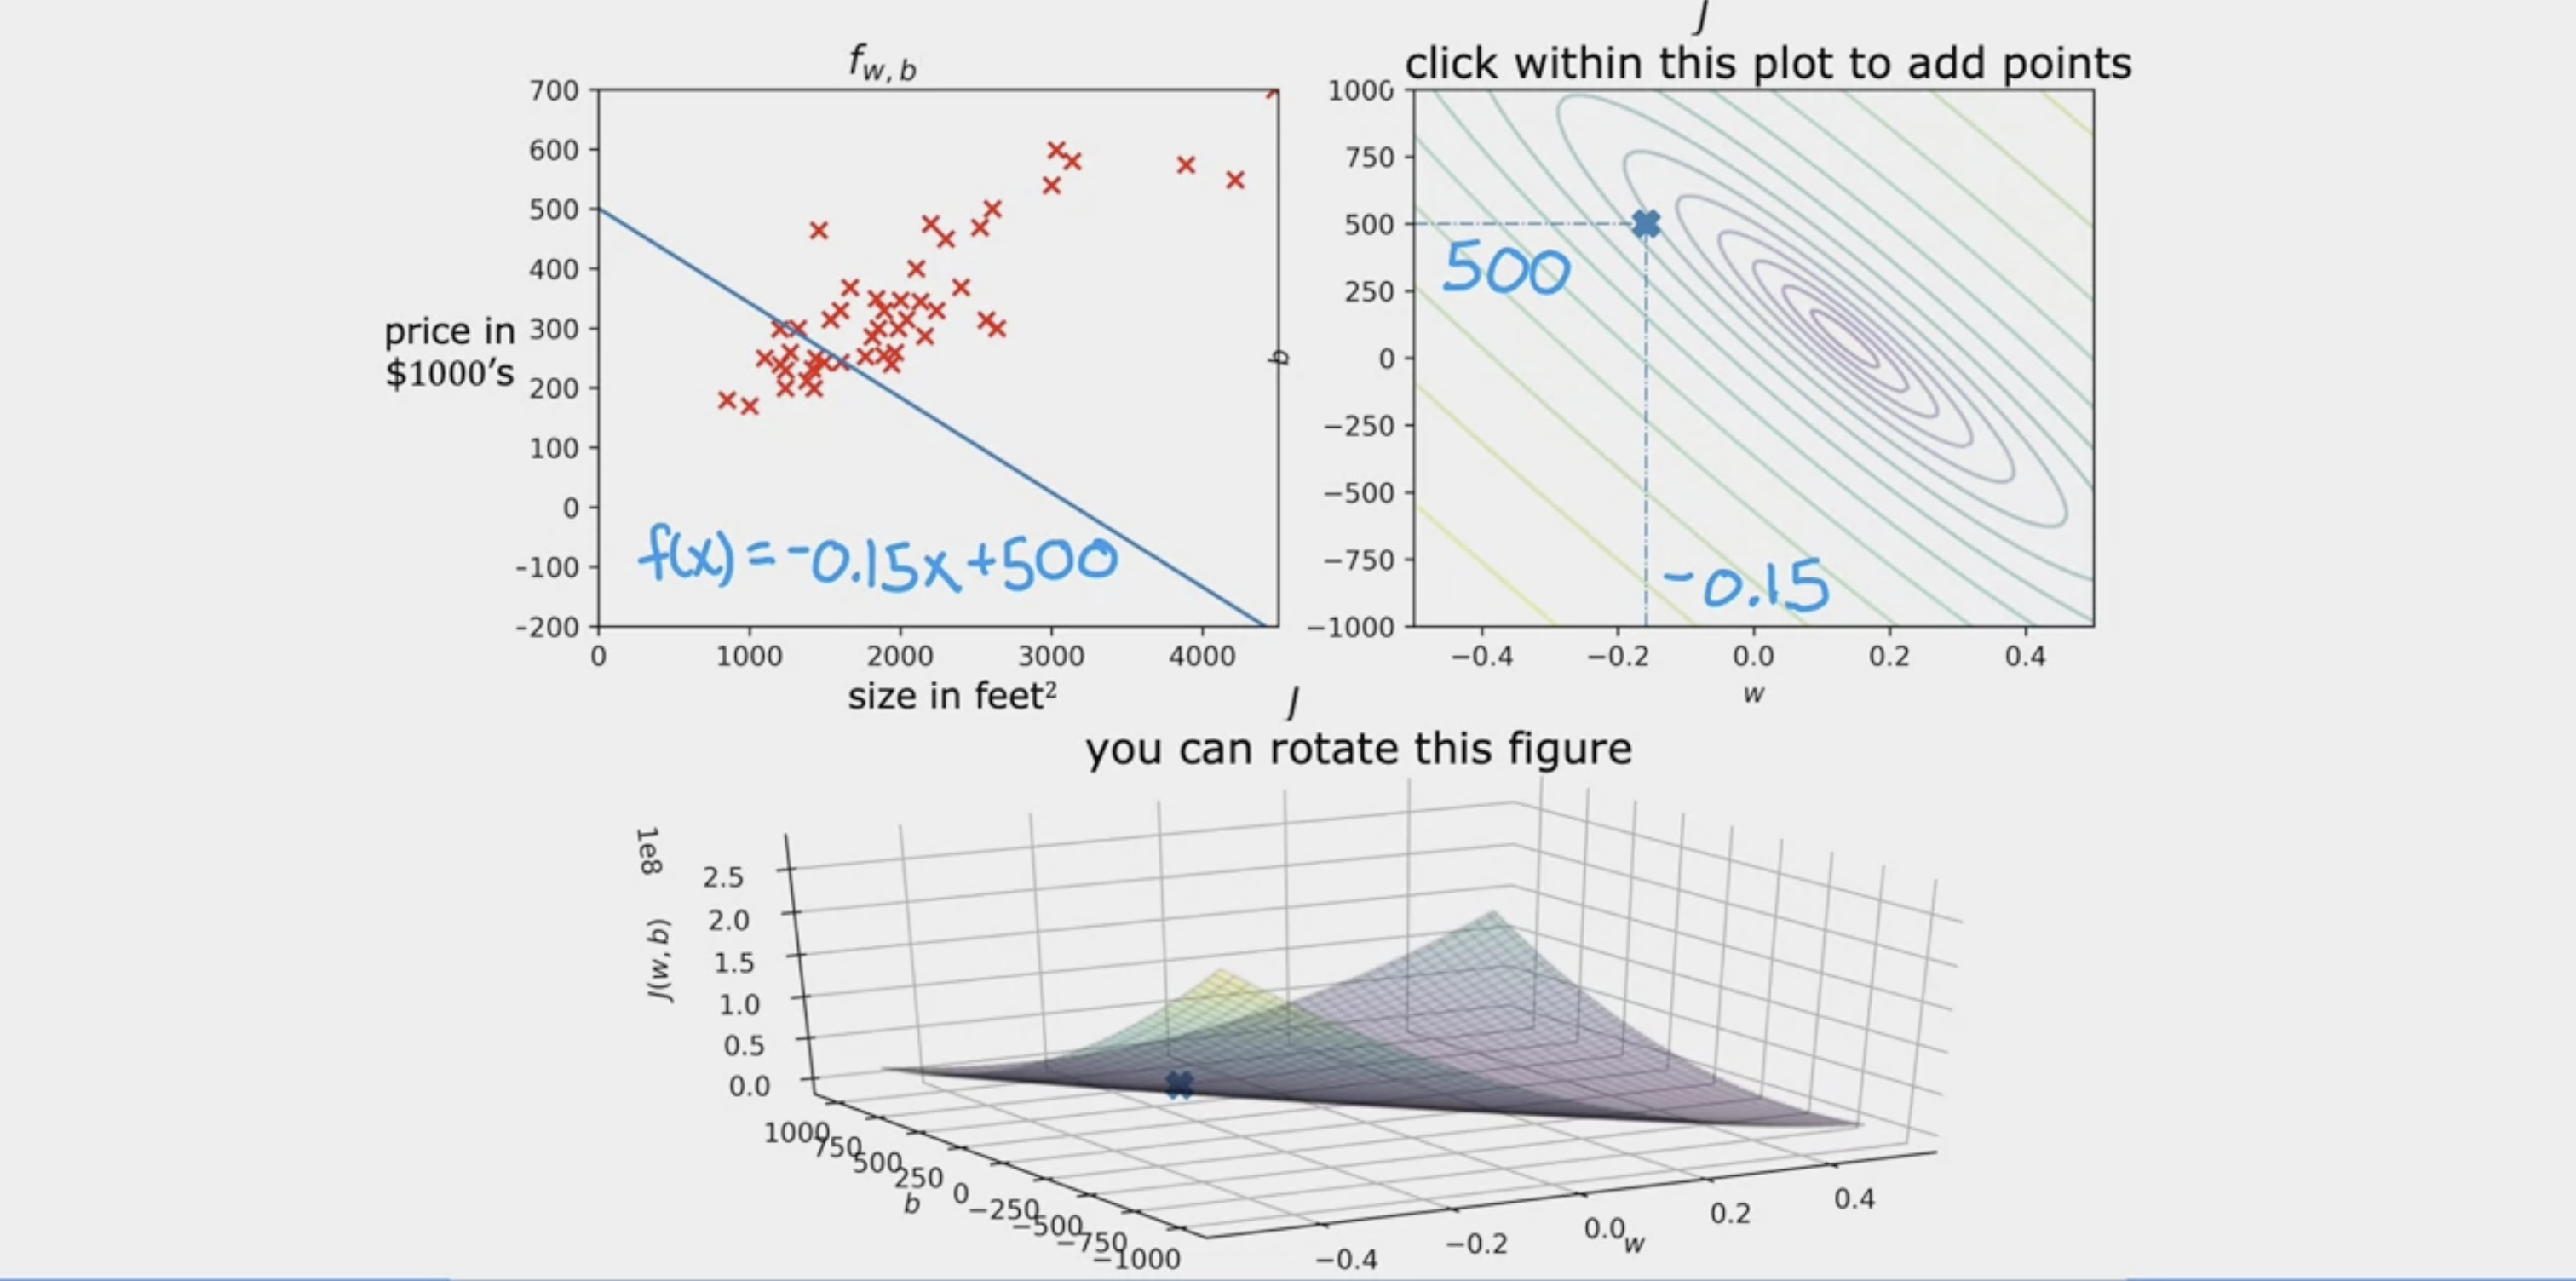 f_{w, b}
700
600
500
400
300
200
100
0
-100
-200
price in
$1000's
f(x) = -0.15x + 500
0 1000 2000 3000 4000
size in feet²
J
click within this plot to add points
1000
750
500
250
0
−250
−500
−750
−1000
b
500
-0.15
−0.4 −0.2 0.0 0.2 0.4
w
J
you can rotate this figure
1e8
J(w, b)
2.5
2.0
1.5
1.0
0.5
0.0
1000
750
500
250
0
−250
−500
−750
−1000
b
−0.4 −0.2 0.0 0.2 0.4
w